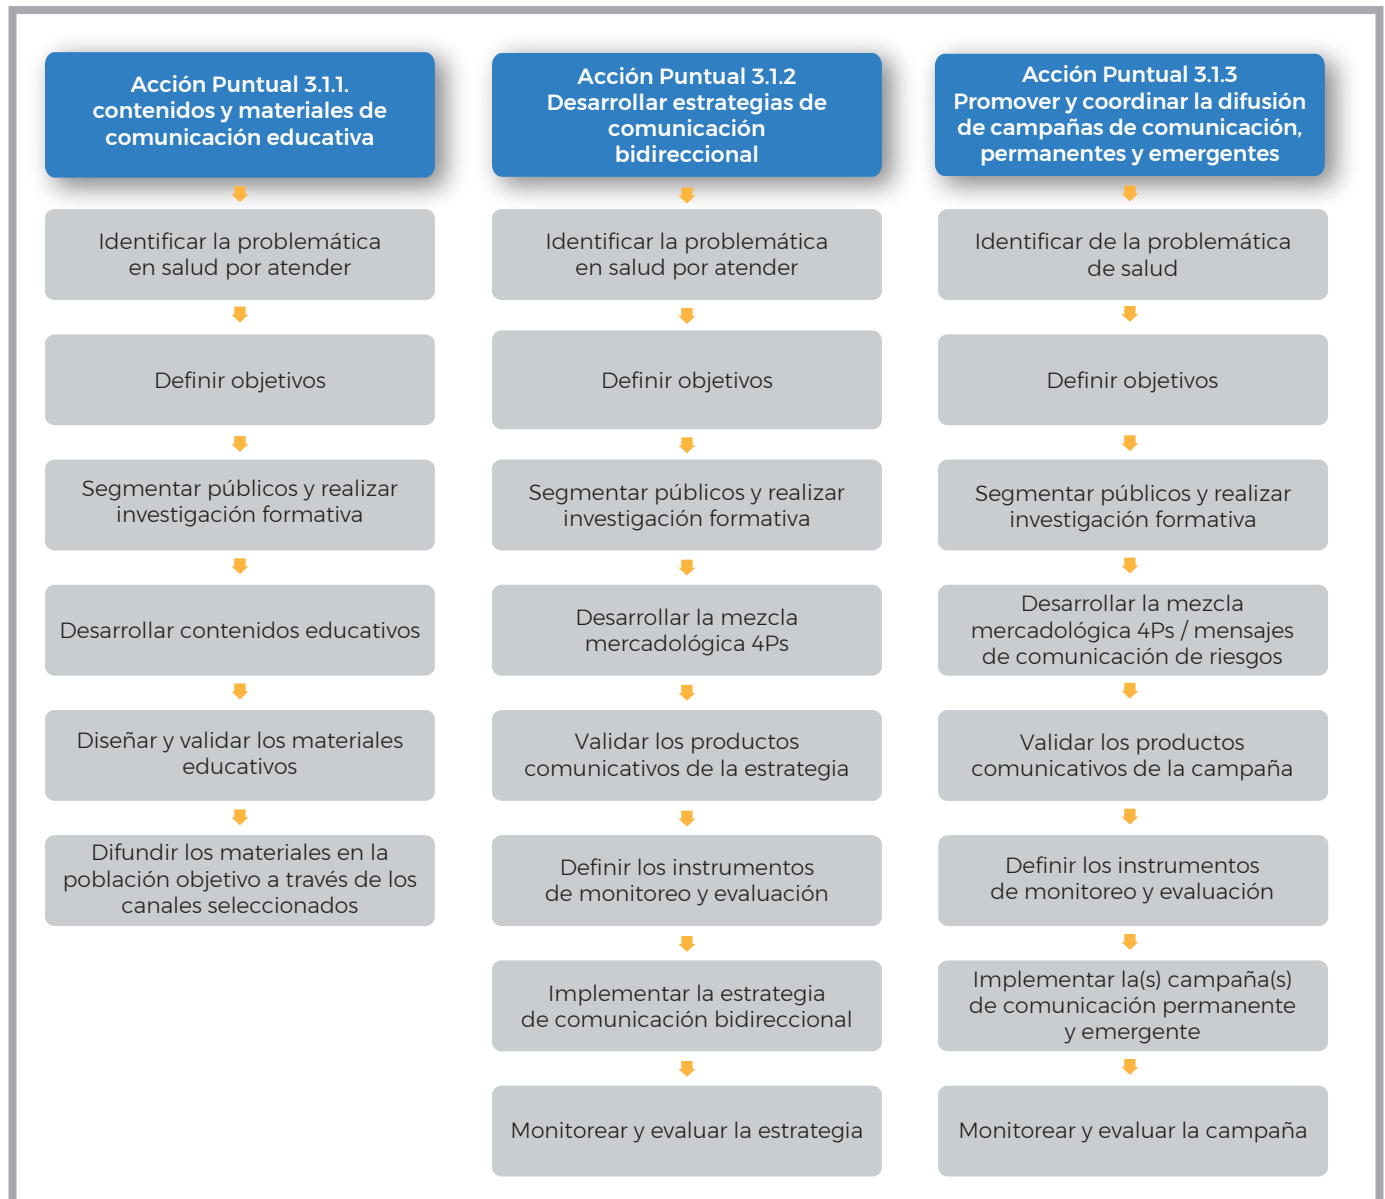 Acción Puntual 3.1.1.
contenidos y materiales de
comunicación educativa
Identificar la problemática
en salud por atender
Definir objetivos
Segmentar públicos y realizar
investigación formativa
Desarrollar contenidos educativos
Diseñar y validar los materiales
educativos
Difundir los materiales en la
población objetivo a través de los
canales seleccionados
Acción Puntual 3.1.2
Desarrollar estrategias de
comunicación
bidireccional
Identificar la problemática
en salud por atender
Definir objetivos
Segmentar públicos y realizar
investigación formativa
Desarrollar la mezcla
mercadológica 4Ps
Validar los productos
comunicativos de la estrategia
Definir los instrumentos
de monitoreo y evaluación
Implementar la estrategia
de comunicación bidireccional
Monitorear y evaluar la estrategia
Acción Puntual 3.1.3
Promover y coordinar la difusión
de campañas de comunicación,
permanentes y emergentes
Identificar de la problemática
de salud
Definir objetivos
Segmentar públicos y realizar
investigación formativa
Desarrollar la mezcla
mercadológica 4Ps / mensajes
de comunicación de riesgos
Validar los productos
comunicativos de la campaña
Definir los instrumentos
de monitoreo y evaluación
Implementar la(s) campaña(s)
de comunicación permanente
y emergente
Monitorear y evaluar la campaña